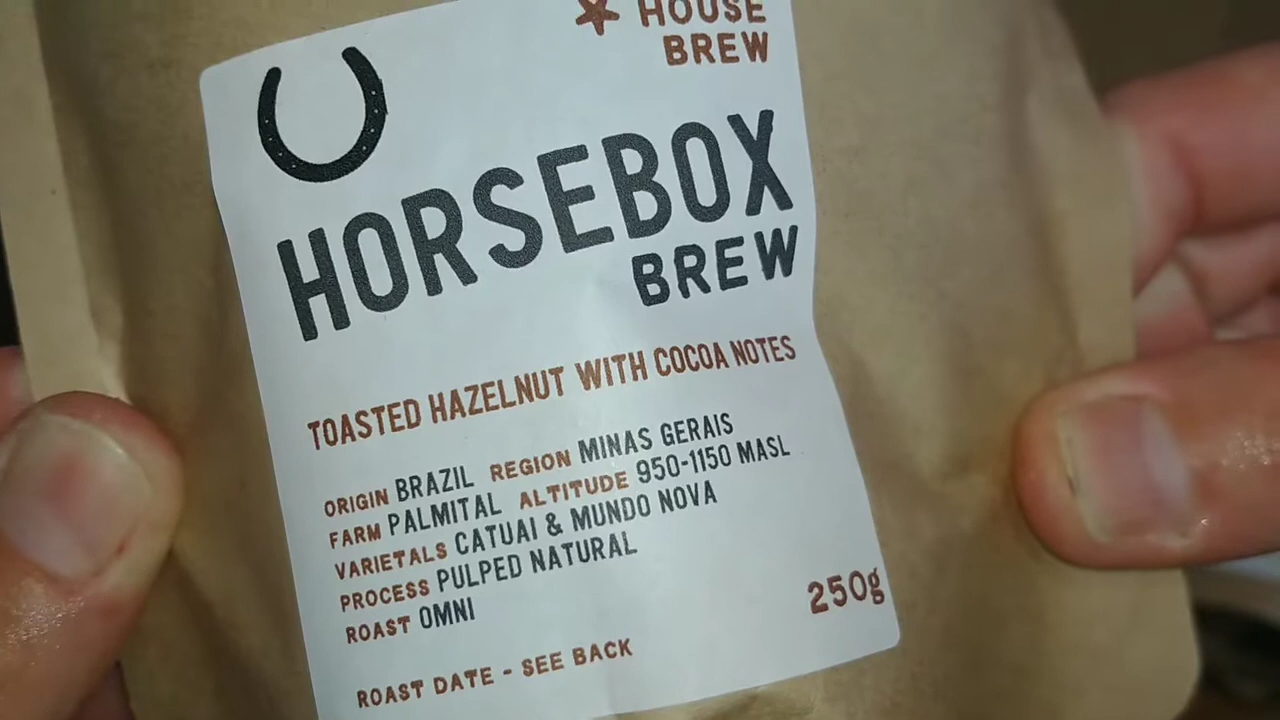 HOUSE
BREW
HORSEBOX
BREW
TOASTED HAZELNUT WITH COCOA NOTES
ORIGIN BRAZIL REGION MINAS GERAIS
FARM PALMITAL ALTITUDE 950-1150 MASL
VARIETALS CATUAI & MUNDO NOVA
PROCESS PULPED NATURAL
ROAST OMNI
250g
ROAST DATE - SEE BACK